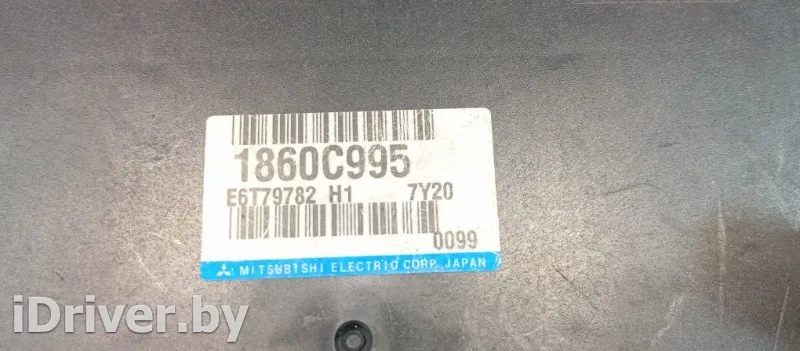 1860C995
E6T79782 H1 7Y20
0099
MITSUBISHI ELECTRIC CORP. JAPAN
iDriver.by